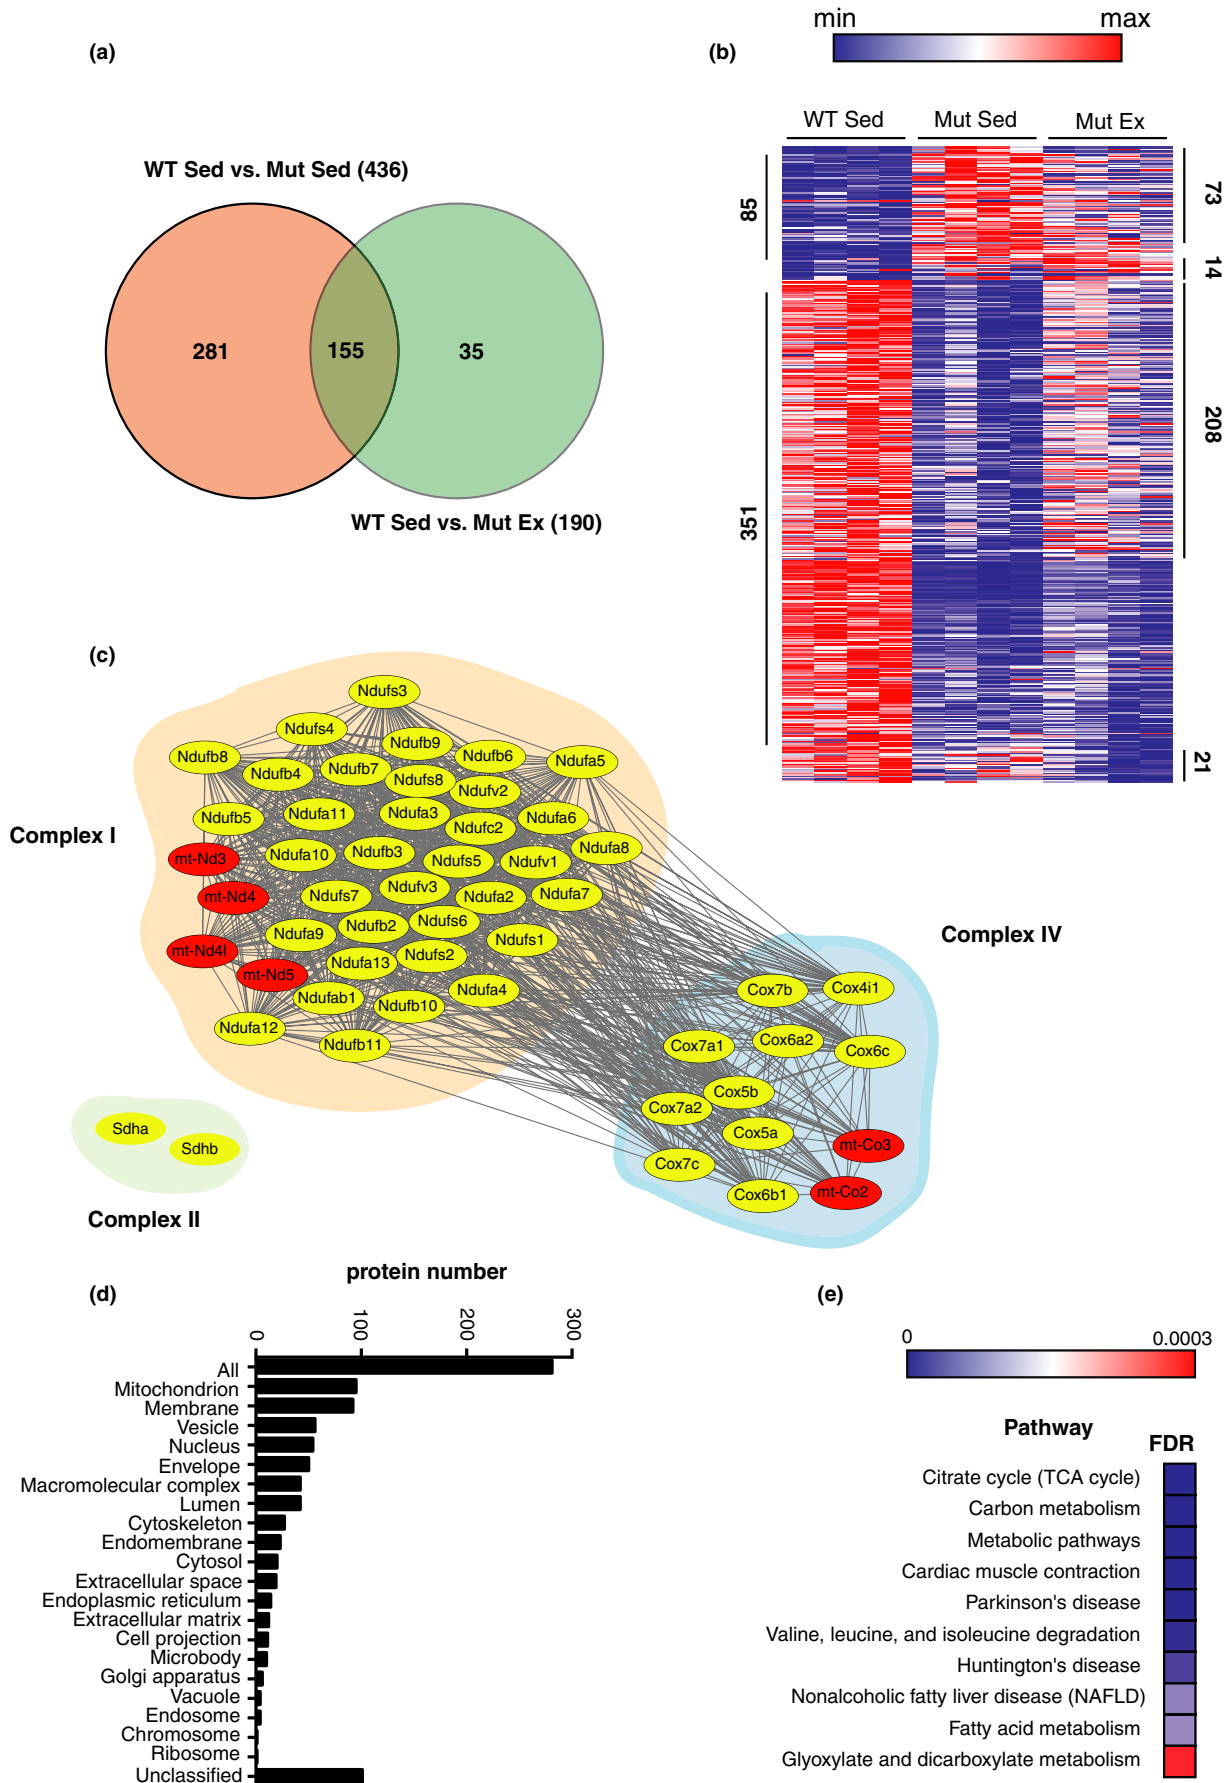 (a)
WT Sed vs. Mut Sed (436)
281
155
35
WT Sed vs. Mut Ex (190)
(b)
min
max
WT Sed
Mut Sed
Mut Ex
85
351
73
14
208
21
(c)
Complex I
Ndufs3
Ndufs4
Ndufb9
Ndufb8
Ndufb6
Ndufa5
Ndufb4
Ndufb7
Ndufs8
Ndufv2
Ndufb5
Ndufa11
Ndufa3
Ndufc2
Ndufa6
Ndufa8
mt-Nd3
Ndufa10
Ndufb3
Ndufs5
Ndufv1
mt-Nd4
Ndufs7
Ndufv3
Ndufa2
Ndufa7
Ndufa9
Ndufb2
Ndufs6
Ndufs1
mt-Nd4l
Ndufa13
Ndufs2
mt-Nd5
Ndufab1
Ndufb10
Ndufa4
Ndufa12
Ndufb11
Complex IV
Cox7b
Cox4i1
Cox7a1
Cox6a2
Cox6c
Cox5b
Cox7a2
Cox5a
mt-Co3
Cox7c
Cox6b1
mt-Co2
Sdha
Sdhb
Complex II
(d)
protein number
0
100
200
300
All
Mitochondrion
Membrane
Vesicle
Nucleus
Envelope
Macromolecular complex
Lumen
Cytoskeleton
Endomembrane
Cytosol
Extracellular space
Endoplasmic reticulum
Extracellular matrix
Cell projection
Microbody
Golgi apparatus
Vacuole
Endosome
Chromosome
Ribosome
Unclassified
(e)
0
0.0003
Pathway
FDR
Citrate cycle (TCA cycle)
Carbon metabolism
Metabolic pathways
Cardiac muscle contraction
Parkinson's disease
Valine, leucine, and isoleucine degradation
Huntington's disease
Nonalcoholic fatty liver disease (NAFLD)
Fatty acid metabolism
Glyoxylate and dicarboxylate metabolism